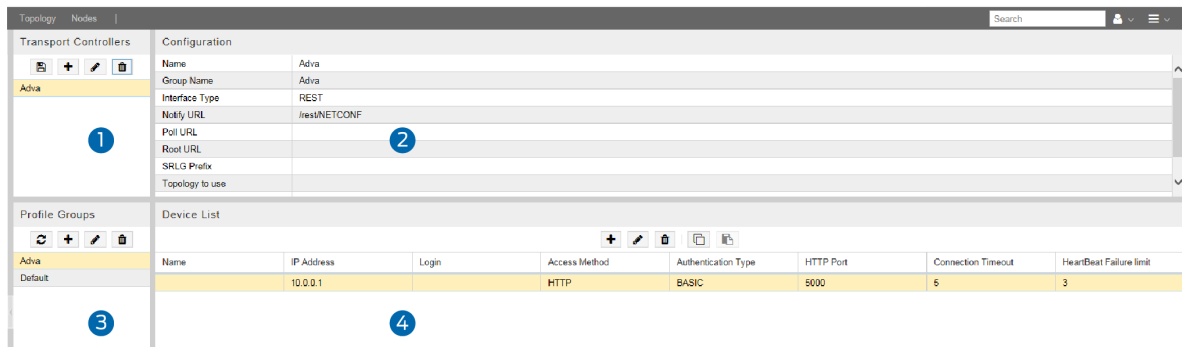 Topology Nodes | Search
Transport Controllers
Adva
1
Configuration
Name Adva
Group Name Adva
Interface Type REST
Notify URL /rest/NETCONF
Poll URL
Root URL
SRLG Prefix
Topology to use
2
Profile Groups
Adva
Default
3
Device List
Name IP Address Login Access Method Authentication Type HTTP Port Connection Timeout HeartBeat Failure limit
10.0.0.1 HTTP BASIC 5000 5 3
4